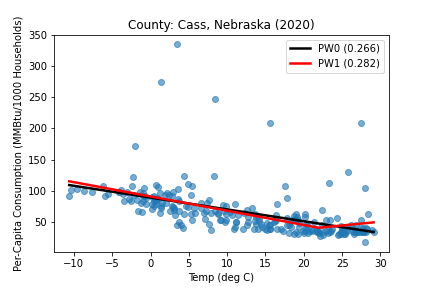 County: Cass, Nebraska (2020)
PW0 (0.266)
PW1 (0.282)
Per-Capita Consumption (MMBtu/1000 Households)
350
300
250
200
150
100
50
−10 −5 0 5 10 15 20 25 30
Temp (deg C)